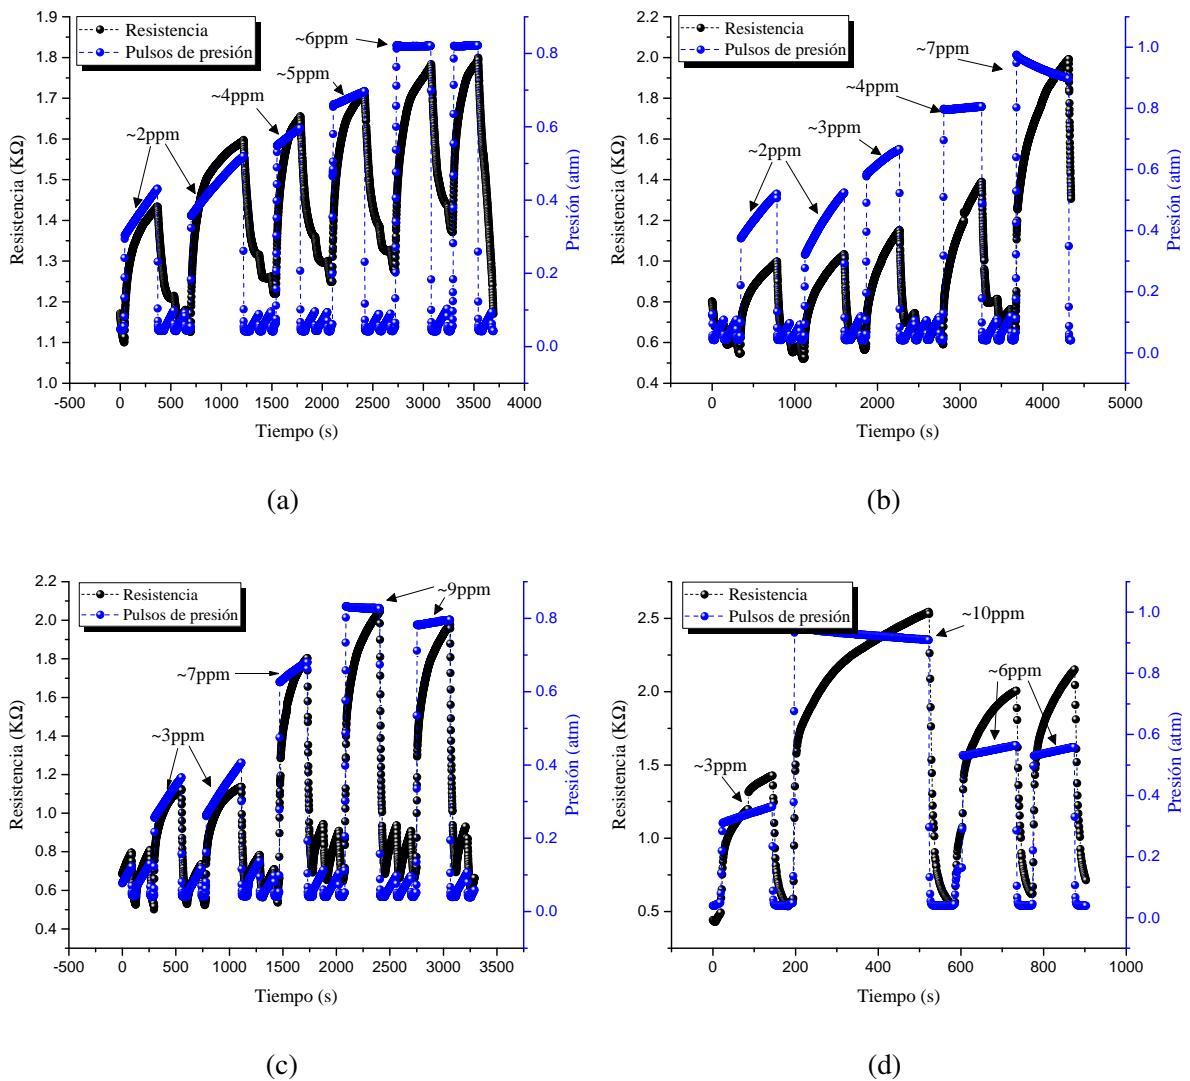 Resistencia
Pulsos de presión
~2ppm
~4ppm
~5ppm
~6ppm
1.9
1.8
1.7
1.6
1.5
1.4
1.3
1.2
1.1
1.0
Resistencia (KΩ)
0.8
0.6
0.4
0.2
0.0
Presión (atm)
-500 0 500 1000 1500 2000 2500 3000 3500 4000
Tiempo (s)
(a)
Resistencia
Pulsos de presión
~2ppm
~3ppm
~4ppm
~7ppm
2.2
2.0
1.8
1.6
1.4
1.2
1.0
0.8
0.6
0.4
Resistencia (KΩ)
1.0
0.8
0.6
0.4
0.2
0.0
Presión (atm)
0 1000 2000 3000 4000 5000
Tiempo (s)
(b)
Resistencia
Pulsos de presión
~3ppm
~7ppm
~9ppm
2.2
2.0
1.8
1.6
1.4
1.2
1.0
0.8
0.6
0.4
Resistencia (KΩ)
0.8
0.6
0.4
0.2
0.0
Presión (atm)
-500 0 500 1000 1500 2000 2500 3000 3500
Tiempo (s)
(c)
Resistencia
Pulsos de presión
~3ppm
~10ppm
~6ppm
2.5
2.0
1.5
1.0
0.5
Resistencia (KΩ)
1.0
0.8
0.6
0.4
0.2
0.0
Presión (atm)
0 200 400 600 800 1000
Tiempo (s)
(d)